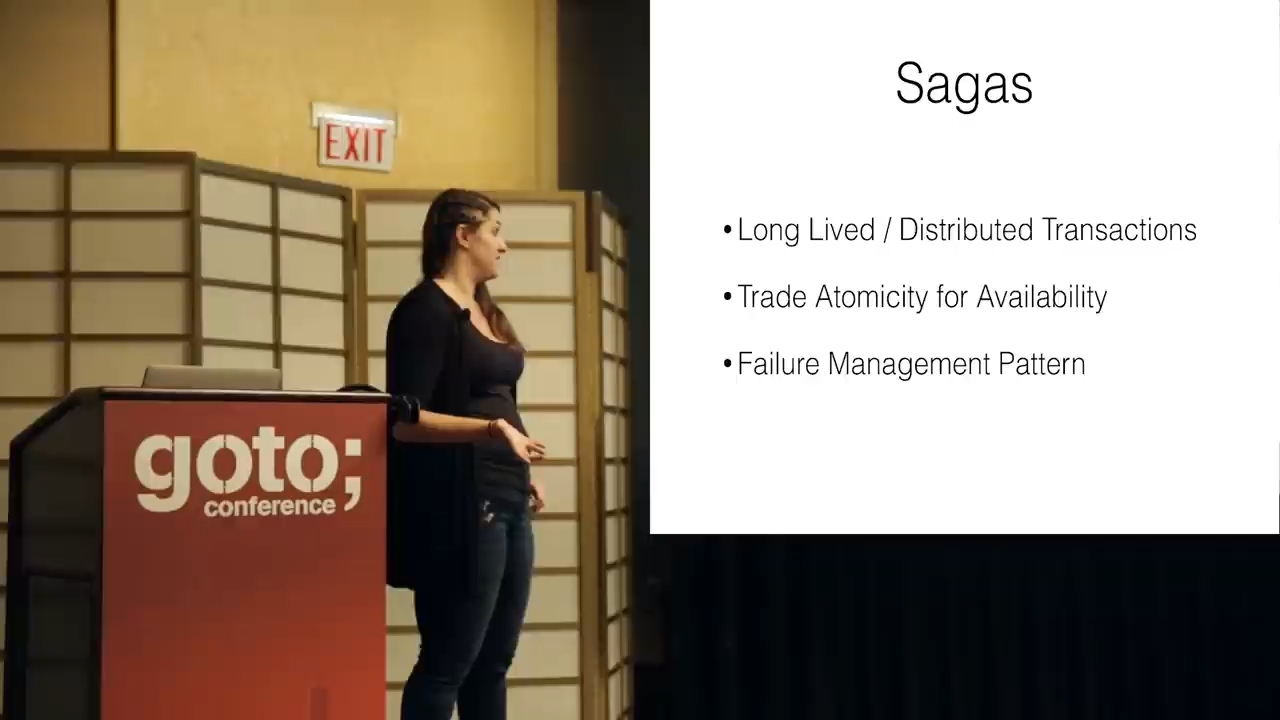 EXIT
goto;
conference
Sagas
•Long Lived / Distributed Transactions
•Trade Atomicity for Availability
•Failure Management Pattern